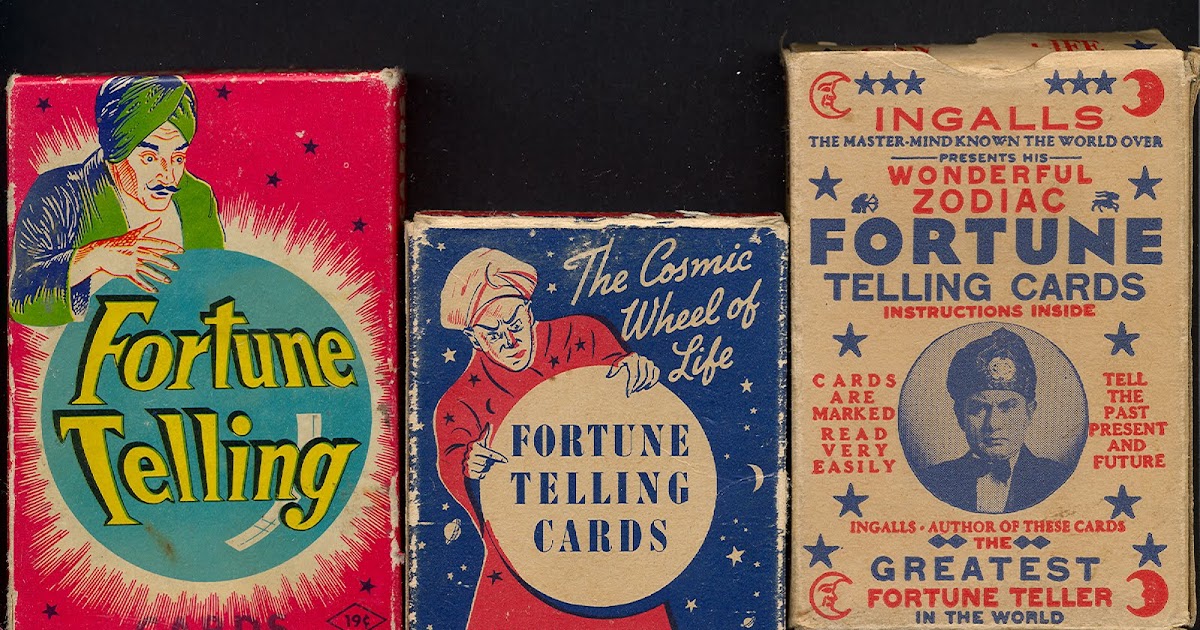 Fortune
Telling
CARDS
19¢
The Cosmic
Wheel of
Life
FORTUNE
TELLING
CARDS
LIFE
INGALLS
THE MASTER-MIND KNOWN THE WORLD OVER
PRESENTS HIS
WONDERFUL
ZODIAC
FORTUNE
TELLING CARDS
INSTRUCTIONS INSIDE
CARDS
ARE
MARKED
READ
VERY
EASILY
TELL
THE
PAST
PRESENT
AND
FUTURE
INGALLS - AUTHOR OF THESE CARDS
THE
GREATEST
FORTUNE TELLER
IN THE WORLD